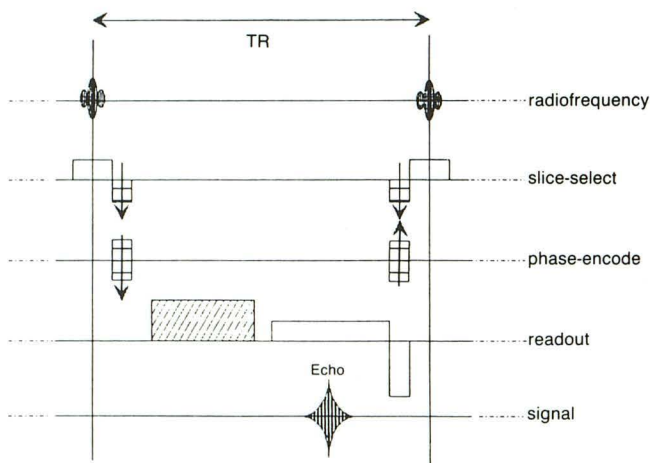 TR
radiofrequency
slice-select
phase-encode
readout
Echo
signal